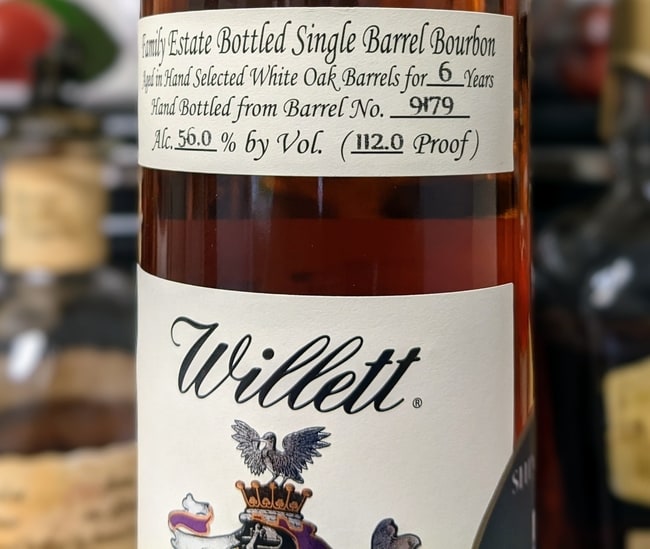 Family Estate Bottled Single Barrel Bourbon
Aged in Hand Selected White Oak Barrels for 6 Years
Hand Bottled from Barrel No. 9179
Alc. 56.0 % by Vol. (112.0 Proof)
Willett®